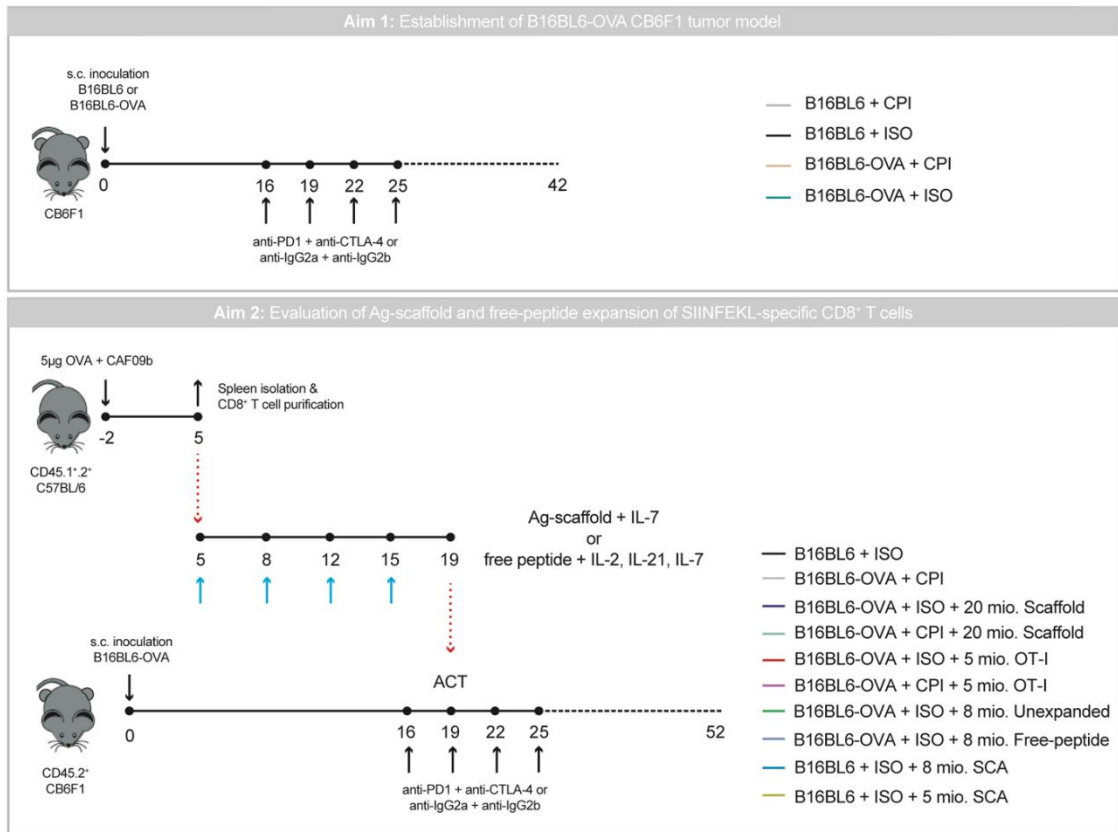 Aim 1: Establishment of B16BL6-OVA CB6F1 tumor model
s.c. inoculation
B16BL6 or
B16BL6-OVA
0
16
19
22
25
42
CB6F1
anti-PD1 + anti-CTLA-4 or
anti-IgG2a + anti-IgG2b
B16BL6 + CPI
B16BL6 + ISO
B16BL6-OVA + CPI
B16BL6-OVA + ISO
Aim 2: Evaluation of Ag-scaffold and free-peptide expansion of SIINFEKL-specific CD8⁺ T cells
5µg OVA + CAF09b
Spleen isolation &
CD8⁺ T cell purification
-2
5
CD45.1⁺.2⁺
C57BL/6
5
8
12
15
19
Ag-scaffold + IL-7
or
free peptide + IL-2, IL-21, IL-7
s.c. inoculation
B16BL6-OVA
ACT
0
16
19
22
25
52
CD45.2⁺
CB6F1
anti-PD1 + anti-CTLA-4 or
anti-IgG2a + anti-IgG2b
B16BL6 + ISO
B16BL6-OVA + CPI
B16BL6-OVA + ISO + 20 mio. Scaffold
B16BL6-OVA + CPI + 20 mio. Scaffold
B16BL6-OVA + ISO + 5 mio. OT-I
B16BL6-OVA + CPI + 5 mio. OT-I
B16BL6-OVA + ISO + 8 mio. Unexpanded
B16BL6-OVA + ISO + 8 mio. Free-peptide
B16BL6 + ISO + 8 mio. SCA
B16BL6 + ISO + 5 mio. SCA